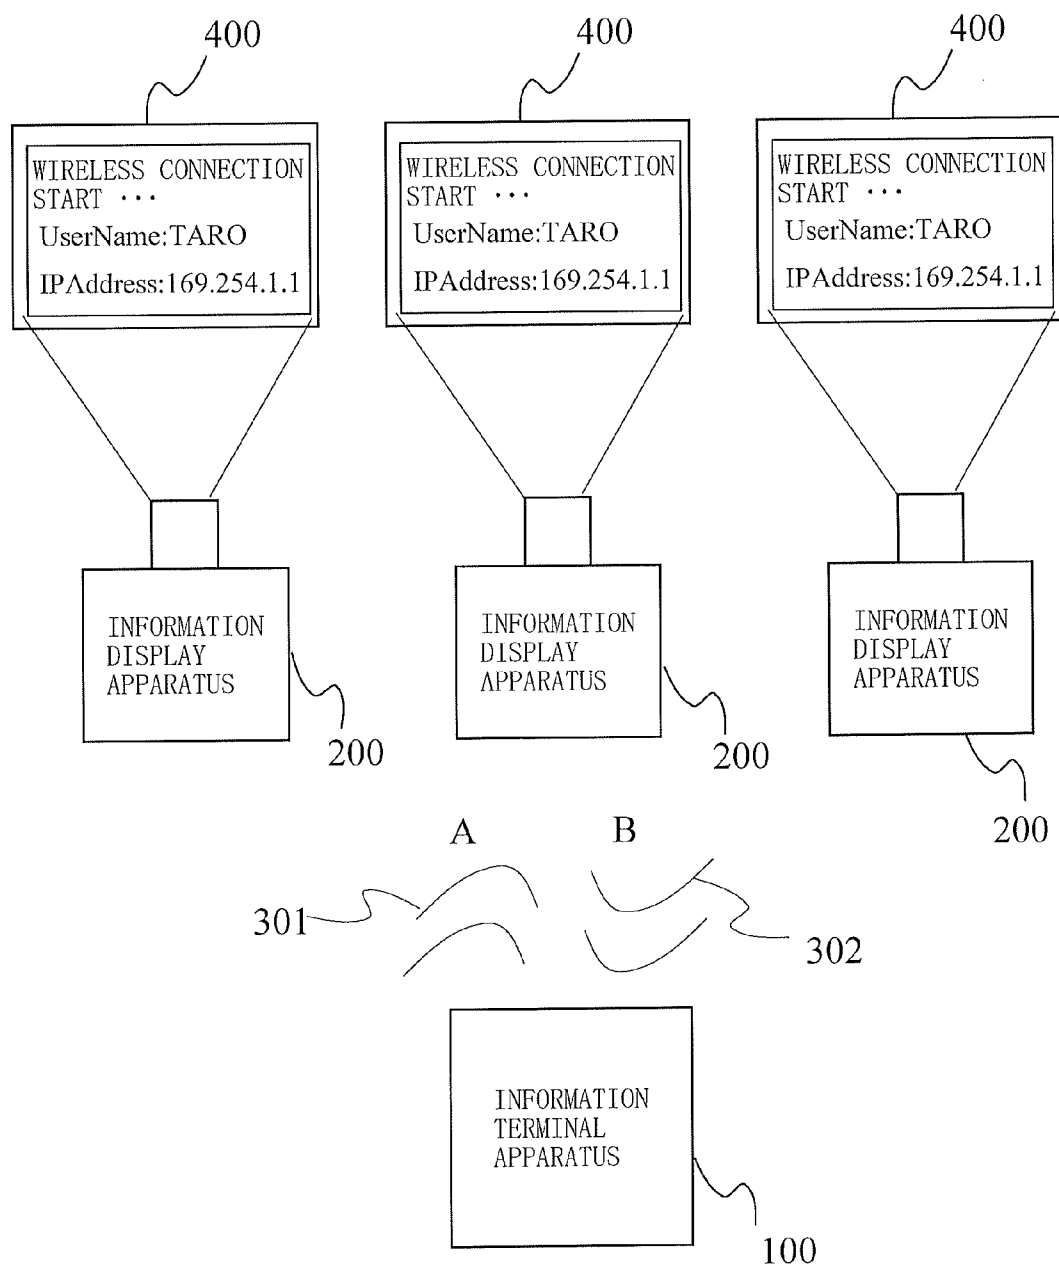 400
400
400
WIRELESS CONNECTION
START ···
UserName:TARO
IPAddress:169.254.1.1
WIRELESS CONNECTION
START ···
UserName:TARO
IPAddress:169.254.1.1
WIRELESS CONNECTION
START ···
UserName:TARO
IPAddress:169.254.1.1
INFORMATION
DISPLAY
APPARATUS
200
INFORMATION
DISPLAY
APPARATUS
200
INFORMATION
DISPLAY
APPARATUS
200
A
B
301
302
INFORMATION
TERMINAL
APPARATUS
100